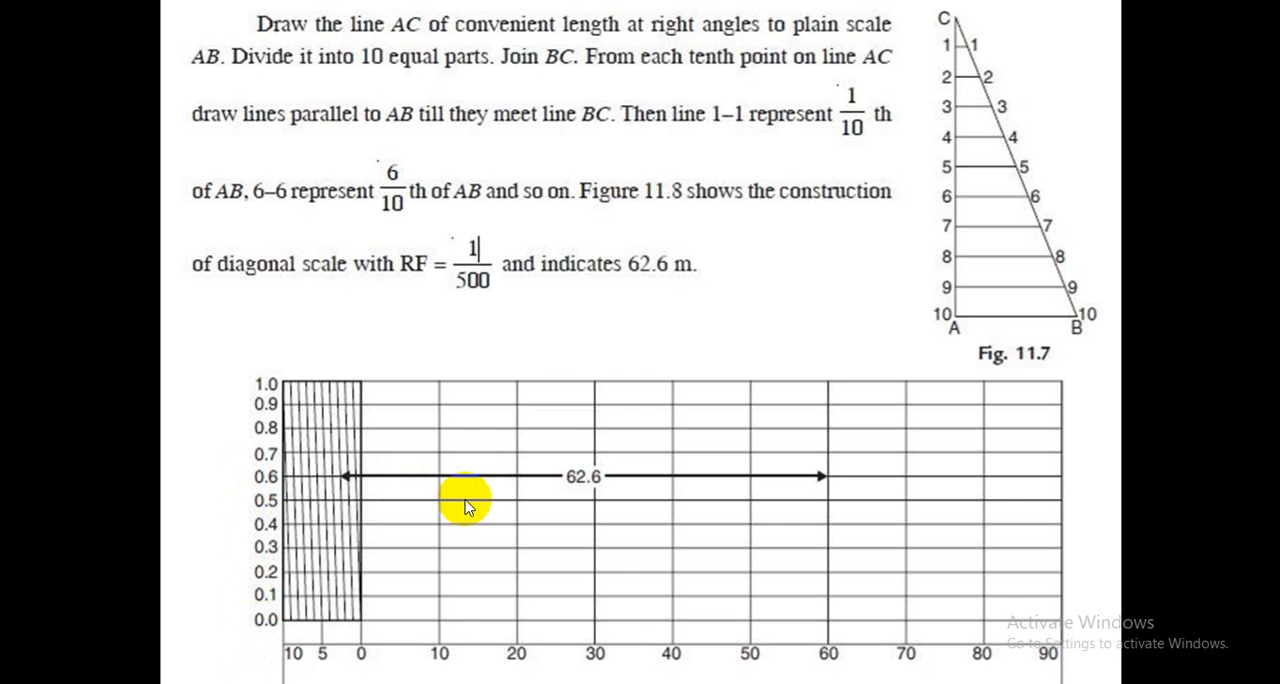 Draw the line AC of convenient length at right angles to plain scale
AB. Divide it into 10 equal parts. Join BC. From each tenth point on line AC
draw lines parallel to AB till they meet line BC. Then line 1–1 represent 1/10 th
of AB, 6–6 represent 6/10 th of AB and so on. Figure 11.8 shows the construction
of diagonal scale with RF = 1/500 and indicates 62.6 m.
C
1 1
2 2
3 3
4 4
5 5
6 6
7 7
8 8
9 9
10 10
A B
Fig. 11.7
1.0
0.9
0.8
0.7
0.6 62.6
0.5
0.4
0.3
0.2
0.1
0.0
10 5 0 10 20 30 40 50 60 70 80 90
Activate Windows
Go to Settings to activate Windows.